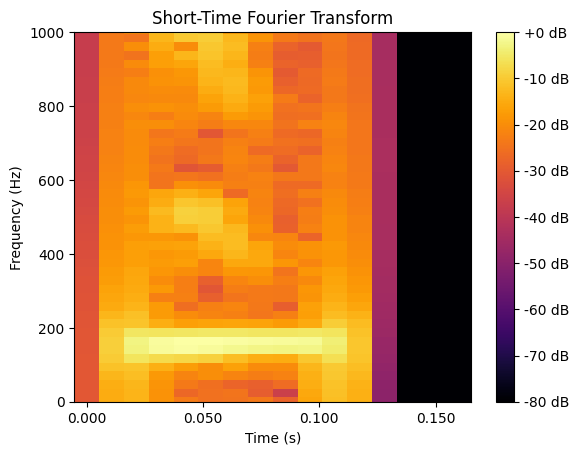 Short-Time Fourier Transform
1000
800
600
400
200
0
Frequency (Hz)
0.000
0.050
0.100
0.150
Time (s)
+0 dB
-10 dB
-20 dB
-30 dB
-40 dB
-50 dB
-60 dB
-70 dB
-80 dB